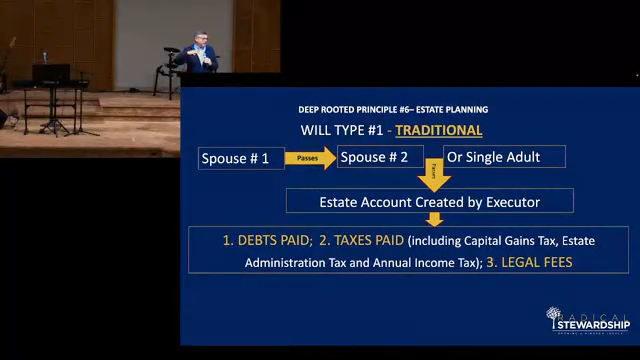 DEEP ROOTED PRINCIPLE #6– ESTATE PLANNING
WILL TYPE #1 - TRADITIONAL
Spouse # 1
Passes
Spouse # 2
Passes
Or Single Adult
Estate Account Created by Executor
1. DEBTS PAID; 2. TAXES PAID (including Capital Gains Tax, Estate
Administration Tax and Annual Income Tax); 3. LEGAL FEES
RADICAL
STEWARDSHIP